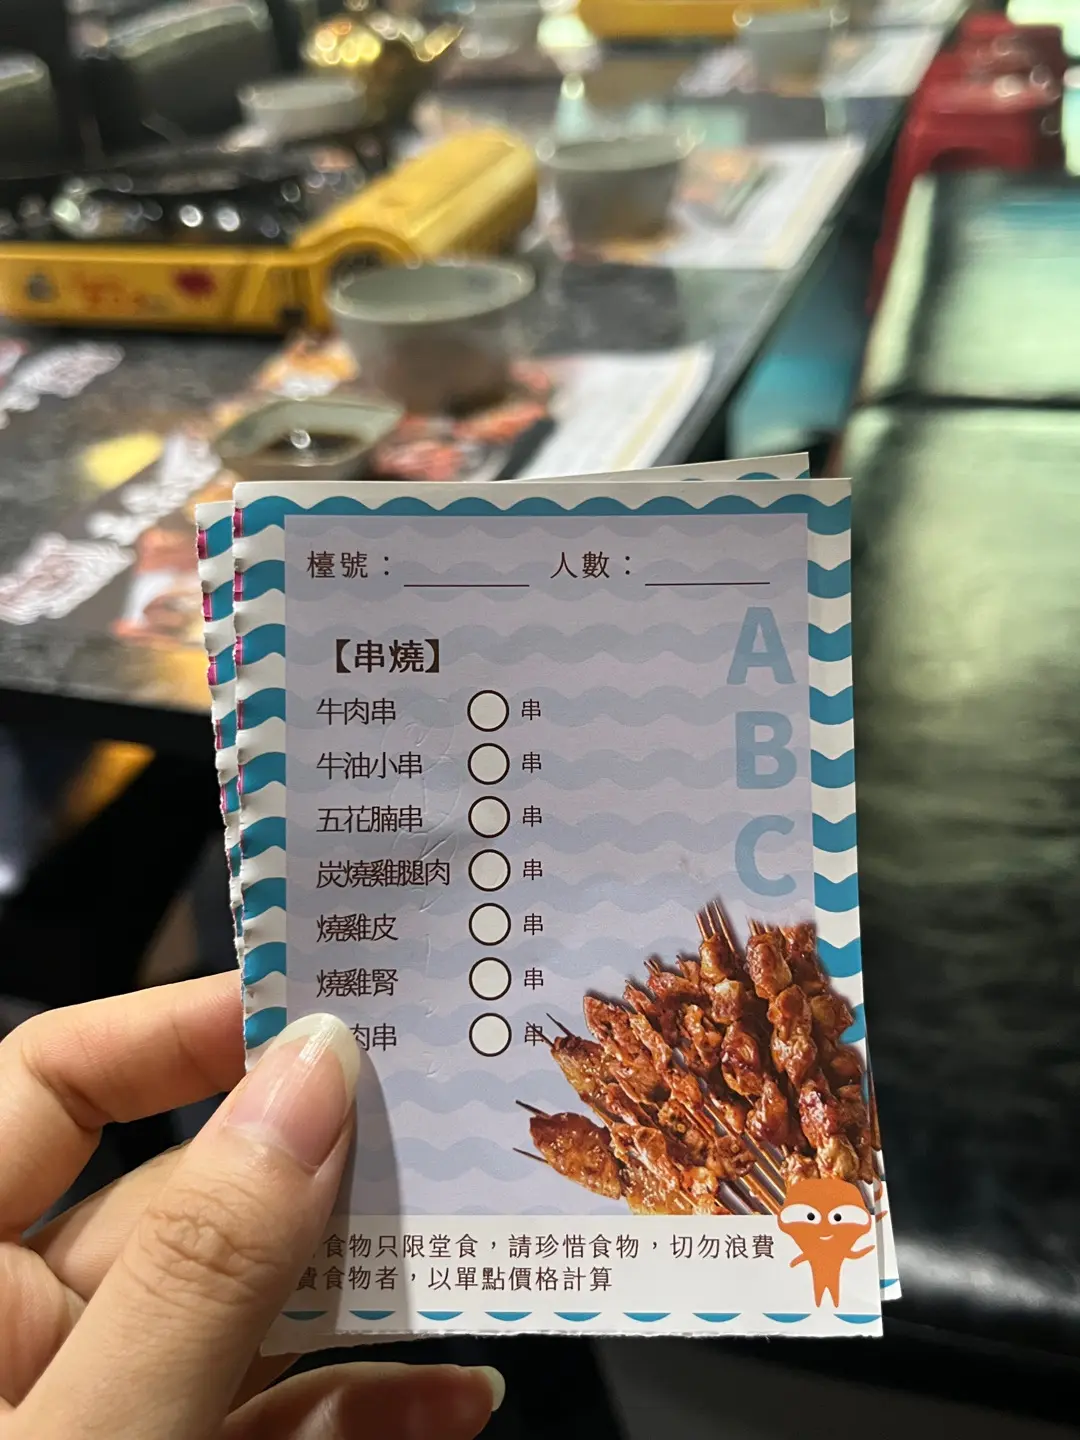 檯號：________ 人數：________
A
B
C
【串燒】
牛肉串 ○ 串
牛油小串 ○ 串
五花腩串 ○ 串
炭燒雞腿肉 ○ 串
燒雞皮 ○ 串
燒雞腎 ○ 串
肉串 ○ 串
食物只限堂食，請珍惜食物，切勿浪費
費食物者，以單點價格計算